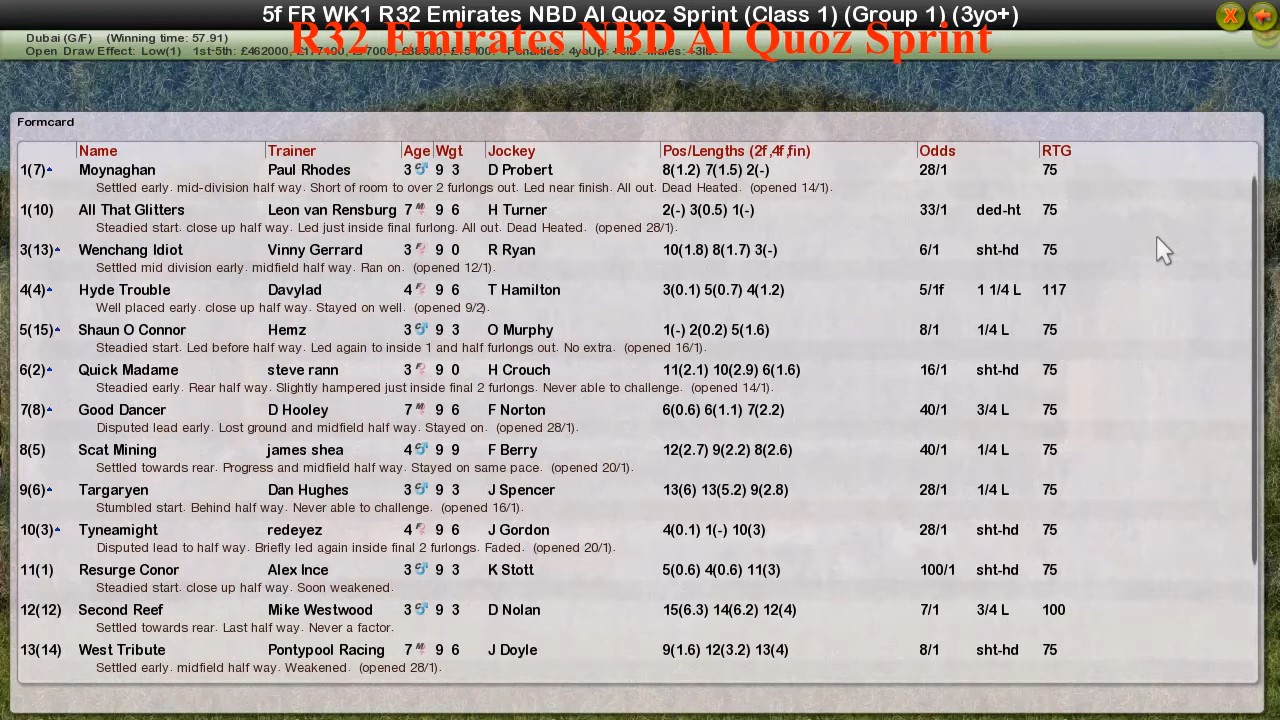 5f FR WK1 R32 Emirates NBD Al Quoz Sprint (Class 1) (Group 1) (3yo+)
R32 Emirates NBD Al Quoz Sprint
Dubai (G/F) (Winning time: 57.91)
Open Draw Effect: Low(1) 1st-5th: £462000,
Formcard
Name Trainer Age Wgt Jockey Pos/Lengths (2f,4f,fin) Odds RTG
1(7) Moynaghan Paul Rhodes 3 9 3 D Probert 8(1.2) 7(1.5) 2(-) 28/1 75
Settled early. mid-division half way. Short of room to over 2 furlongs out. Led near finish. All out. Dead Heated. (opened 14/1).
1(10) All That Glitters Leon van Rensburg 7 9 6 H Turner 2(-) 3(0.5) 1(-) 33/1 ded-ht 75
Steadied start. close up half way. Led just inside final furlong. All out. Dead Heated. (opened 28/1).
3(13) Wenchang Idiot Vinny Gerrard 3 9 0 R Ryan 10(1.8) 8(1.7) 3(-) 6/1 sht-hd 75
Settled mid division early. midfield half way. Ran on. (opened 12/1).
4(4) Hyde Trouble Davylad 4 9 6 T Hamilton 3(0.1) 5(0.7) 4(1.2) 5/1f 1 1/4 L 117
Well placed early. close up half way. Stayed on well. (opened 9/2).
5(15) Shaun O Connor Hemz 3 9 3 O Murphy 1(-) 2(0.2) 5(1.6) 8/1 1/4 L 75
Steadied start. Led before half way. Led again to inside 1 and half furlongs out. No extra. (opened 16/1).
6(2) Quick Madame steve rann 3 9 0 H Crouch 11(2.1) 10(2.9) 6(1.6) 16/1 sht-hd 75
Steadied early. Rear half way. Slightly hampered just inside final 2 furlongs. Never able to challenge. (opened 14/1).
7(8) Good Dancer D Hooley 7 9 6 F Norton 6(0.6) 6(1.1) 7(2.2) 40/1 3/4 L 75
Disputed lead early. Lost ground and midfield half way. Stayed on. (opened 28/1).
8(5) Scat Mining james shea 4 9 9 F Berry 12(2.7) 9(2.2) 8(2.6) 40/1 1/4 L 75
Settled towards rear. Progress and midfield half way. Stayed on same pace. (opened 20/1).
9(6) Targaryen Dan Hughes 3 9 3 J Spencer 13(6) 13(5.2) 9(2.8) 28/1 1/4 L 75
Stumbled start. Behind half way. Never able to challenge. (opened 16/1).
10(3) Tyneamight redeyez 4 9 6 J Gordon 4(0.1) 1(-) 10(3) 28/1 sht-hd 75
Disputed lead to half way. Briefly led again inside final 2 furlongs. Faded. (opened 20/1).
11(1) Resurge Conor Alex Ince 3 9 3 K Stott 5(0.6) 4(0.6) 11(3) 100/1 sht-hd 75
Steadied start. close up half way. Soon weakened.
12(12) Second Reef Mike Westwood 3 9 3 D Nolan 15(6.3) 14(6.2) 12(4) 7/1 3/4 L 100
Settled towards rear. Last half way. Never a factor.
13(14) West Tribute Pontypool Racing 7 9 6 J Doyle 9(1.6) 12(3.2) 13(4) 8/1 sht-hd 75
Settled early. midfield half way. Weakened. (opened 28/1).